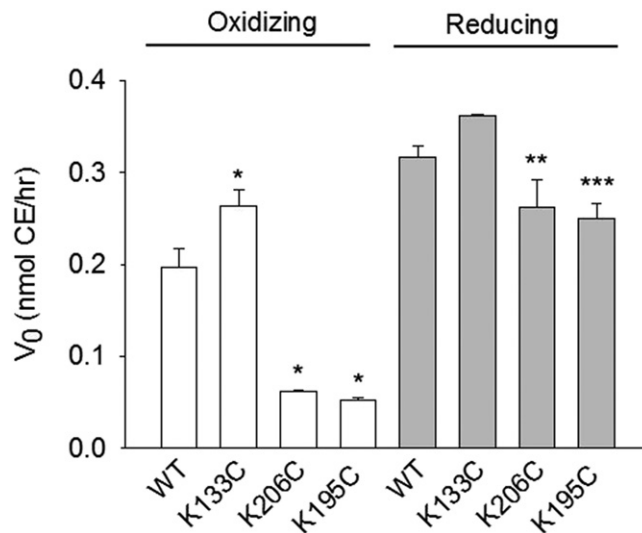 Oxidizing Reducing
V0 (nmol CE/hr)
0.4
0.3
0.2
0.1
0.0
* * * ** ***
WT K133C K206C K195C WT K133C K206C K195C